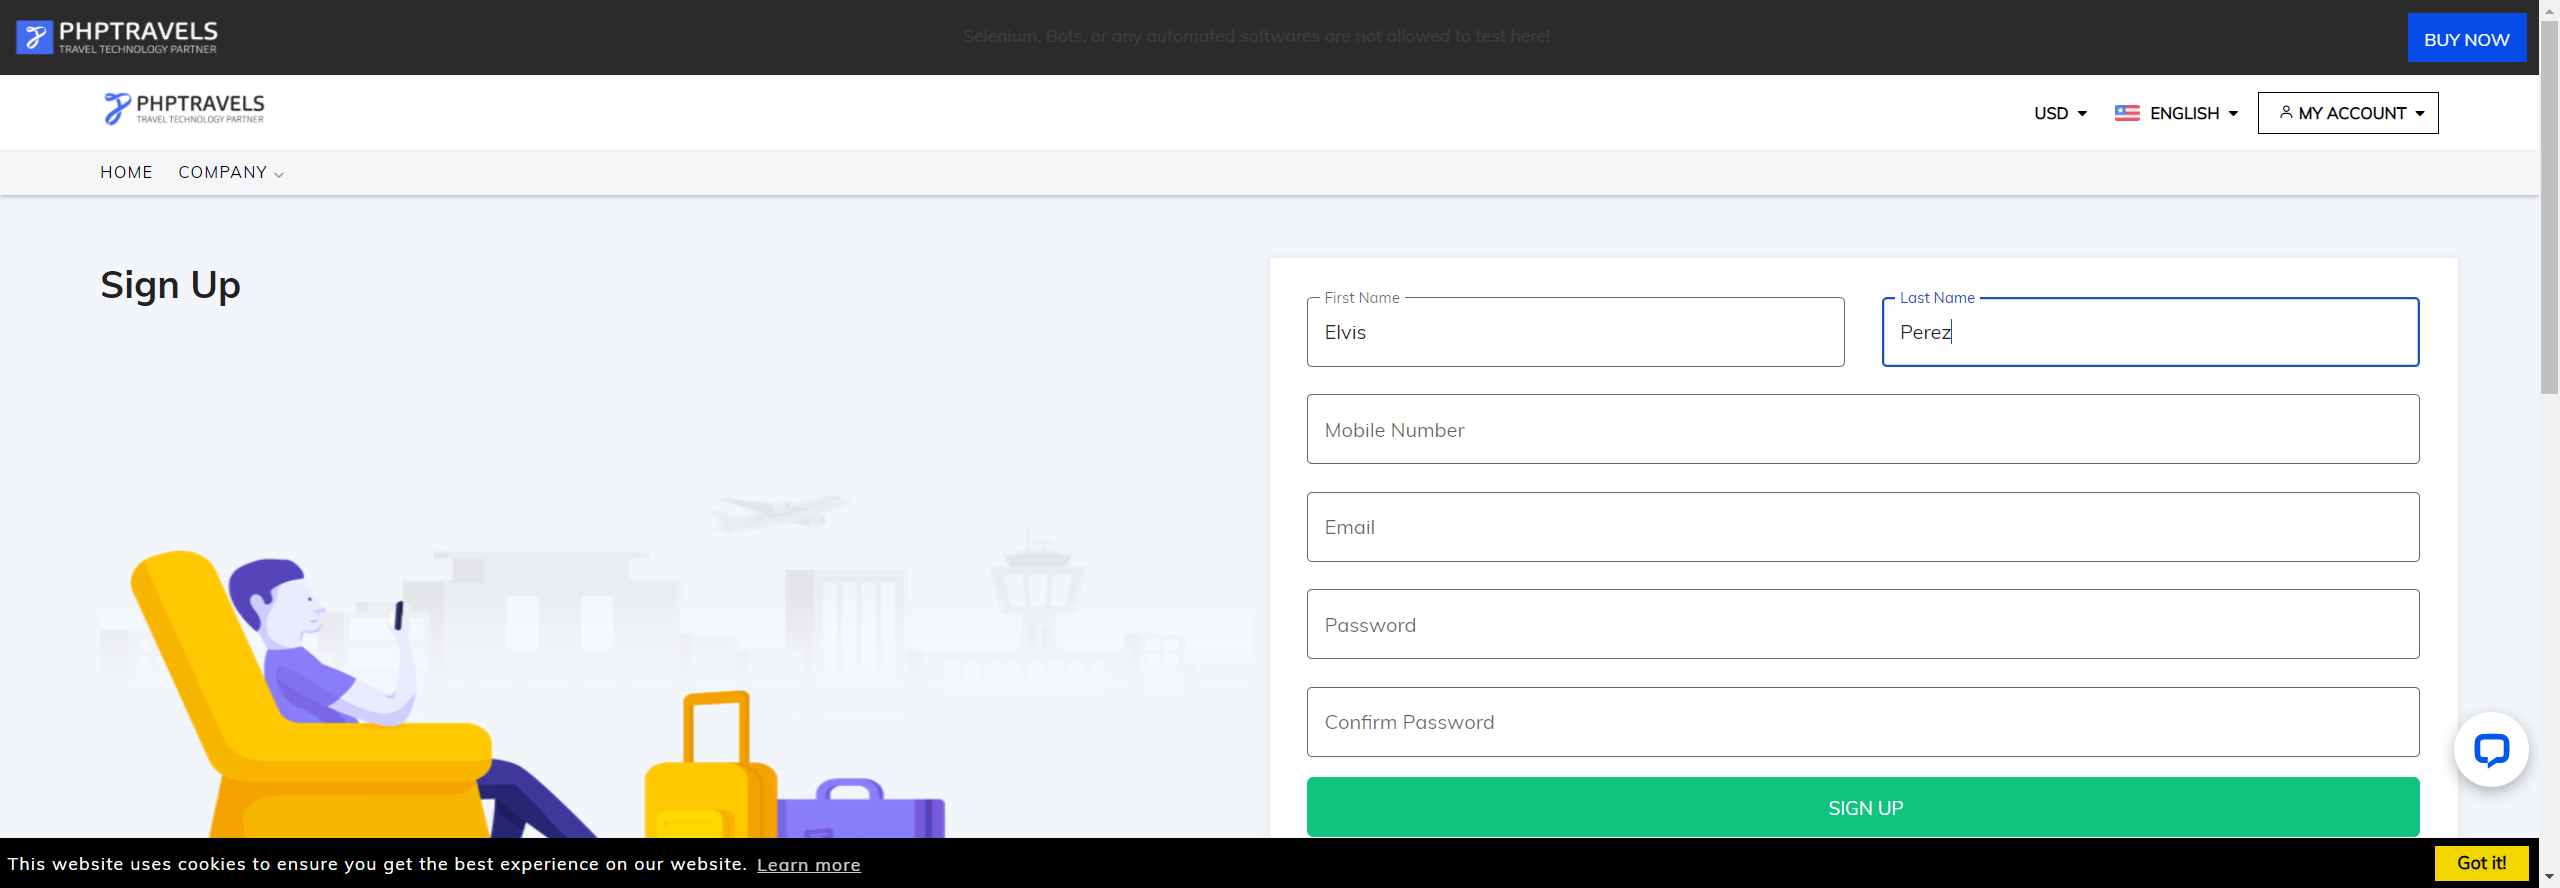 PHPTRAVELS
TRAVEL TECHNOLOGY PARTNER
Selenium, Bots, or any automated softwares are not allowed to test here!
BUY NOW
PHPTRAVELS
TRAVEL TECHNOLOGY PARTNER
USD
ENGLISH
MY ACCOUNT
HOME
COMPANY
Sign Up
First Name
Elvis
Last Name
Perez
Mobile Number
Email
Password
Confirm Password
SIGN UP
This website uses cookies to ensure you get the best experience on our website. Learn more
Got it!